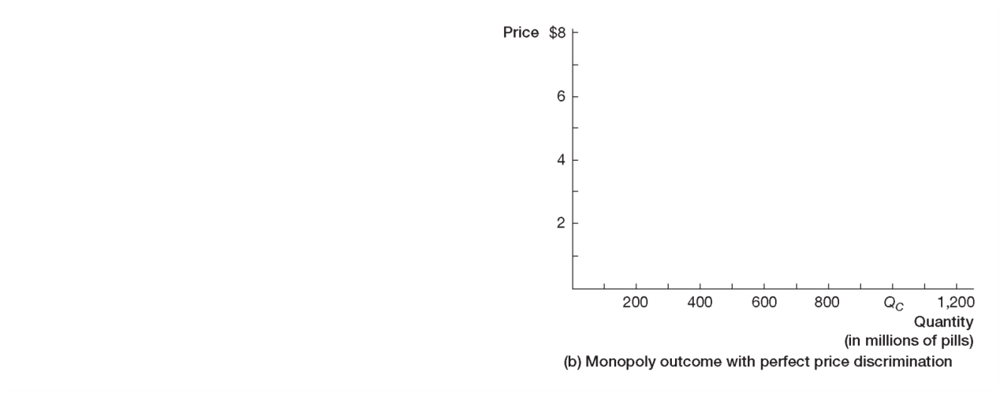 Price $8
6
4
2
200 400 600 800 QC 1,200
Quantity
(in millions of pills)
(b) Monopoly outcome with perfect price discrimination